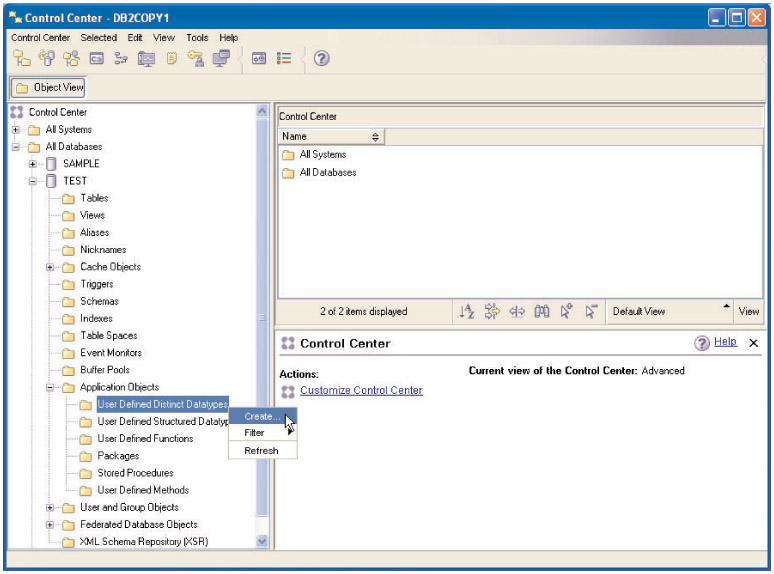 Control Center - DB2COPY1
Control Center Selected Edit View Tools Help
Object View
Control Center
All Systems
All Databases
SAMPLE
TEST
Tables
Views
Aliases
Nicknames
Cache Objects
Triggers
Schemas
Indexes
Table Spaces
Event Monitors
Buffer Pools
Application Objects
User Defined Distinct Datatypes
User Defined Structured Datatyp
User Defined Functions
Packages
Stored Procedures
User Defined Methods
User and Group Objects
Federated Database Objects
XML Schema Repository (XSR)
Create...
Filter
Refresh
Control Center
Name
All Systems
All Databases
2 of 2 items displayed
Default View
View
Control Center
Help
Actions:
Customize Control Center
Current view of the Control Center: Advanced